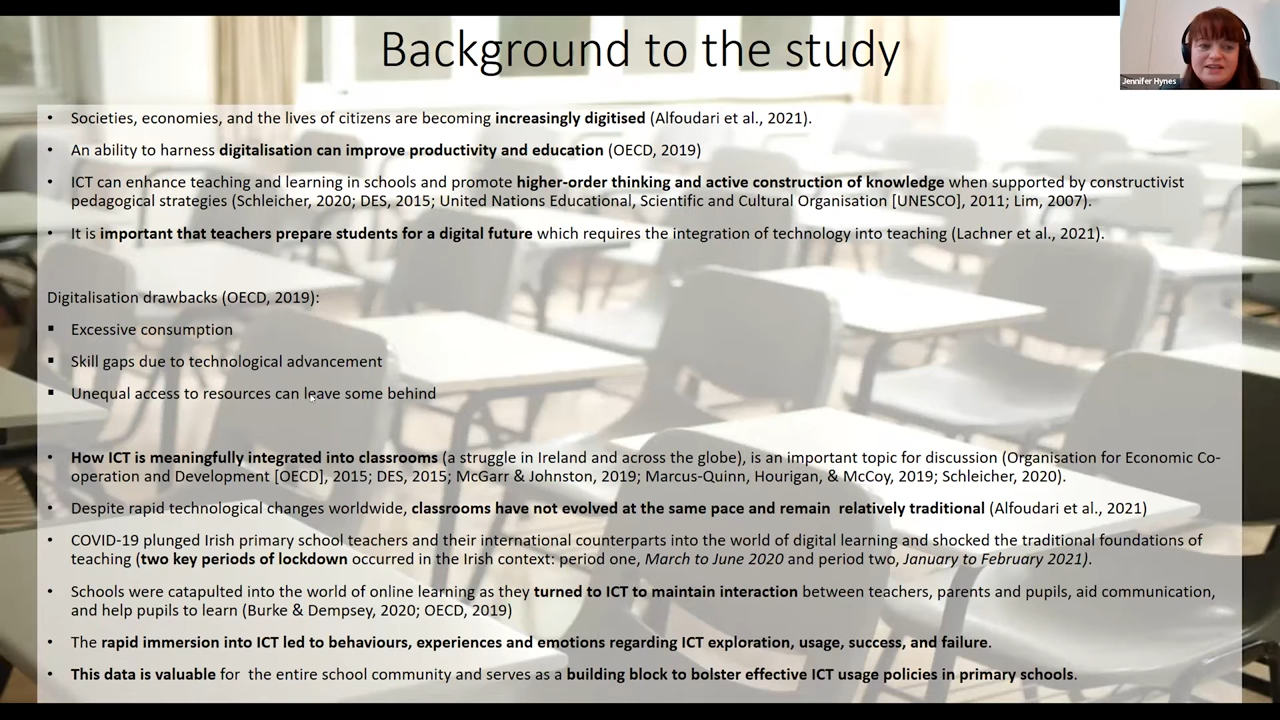 Background to the study
Jennifer Hynes
• Societies, economies, and the lives of citizens are becoming increasingly digitised (Alfoudari et al., 2021).
• An ability to harness digitalisation can improve productivity and education (OECD, 2019)
• ICT can enhance teaching and learning in schools and promote higher-order thinking and active construction of knowledge when supported by constructivist
pedagogical strategies (Schleicher, 2020; DES, 2015; United Nations Educational, Scientific and Cultural Organisation [UNESCO], 2011; Lim, 2007).
• It is important that teachers prepare students for a digital future which requires the integration of technology into teaching (Lachner et al., 2021).
Digitalisation drawbacks (OECD, 2019):
▪ Excessive consumption
▪ Skill gaps due to technological advancement
▪ Unequal access to resources can leave some behind
• How ICT is meaningfully integrated into classrooms (a struggle in Ireland and across the globe), is an important topic for discussion (Organisation for Economic Co-
operation and Development [OECD], 2015; DES, 2015; McGarr & Johnston, 2019; Marcus-Quinn, Hourigan, & McCoy, 2019; Schleicher, 2020).
• Despite rapid technological changes worldwide, classrooms have not evolved at the same pace and remain relatively traditional (Alfoudari et al., 2021)
• COVID-19 plunged Irish primary school teachers and their international counterparts into the world of digital learning and shocked the traditional foundations of
teaching (two key periods of lockdown occurred in the Irish context: period one, March to June 2020 and period two, January to February 2021).
• Schools were catapulted into the world of online learning as they turned to ICT to maintain interaction between teachers, parents and pupils, aid communication,
and help pupils to learn (Burke & Dempsey, 2020; OECD, 2019)
• The rapid immersion into ICT led to behaviours, experiences and emotions regarding ICT exploration, usage, success, and failure.
• This data is valuable for the entire school community and serves as a building block to bolster effective ICT usage policies in primary schools.